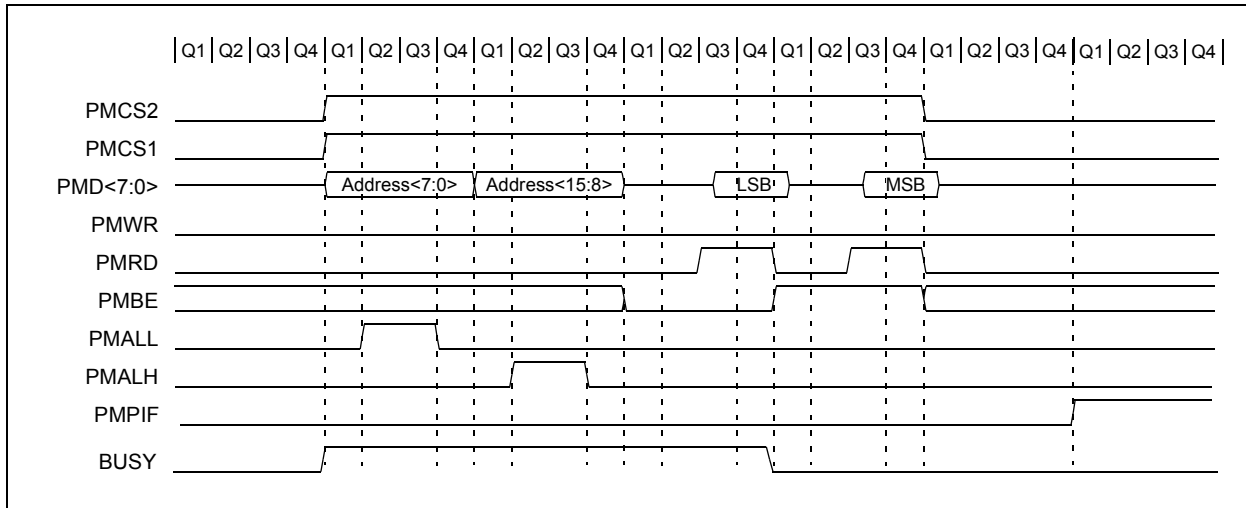 Q1 Q2 Q3 Q4 Q1 Q2 Q3 Q4 Q1 Q2 Q3 Q4 Q1 Q2 Q3 Q4 Q1 Q2 Q3 Q4 Q1 Q2 Q3 Q4 Q1 Q2 Q3 Q4
PMCS2
PMCS1
PMD<7:0> Address<7:0> Address<15:8> LSB MSB
PMWR
PMRD
PMBE
PMALL
PMALH
PMPIF
BUSY